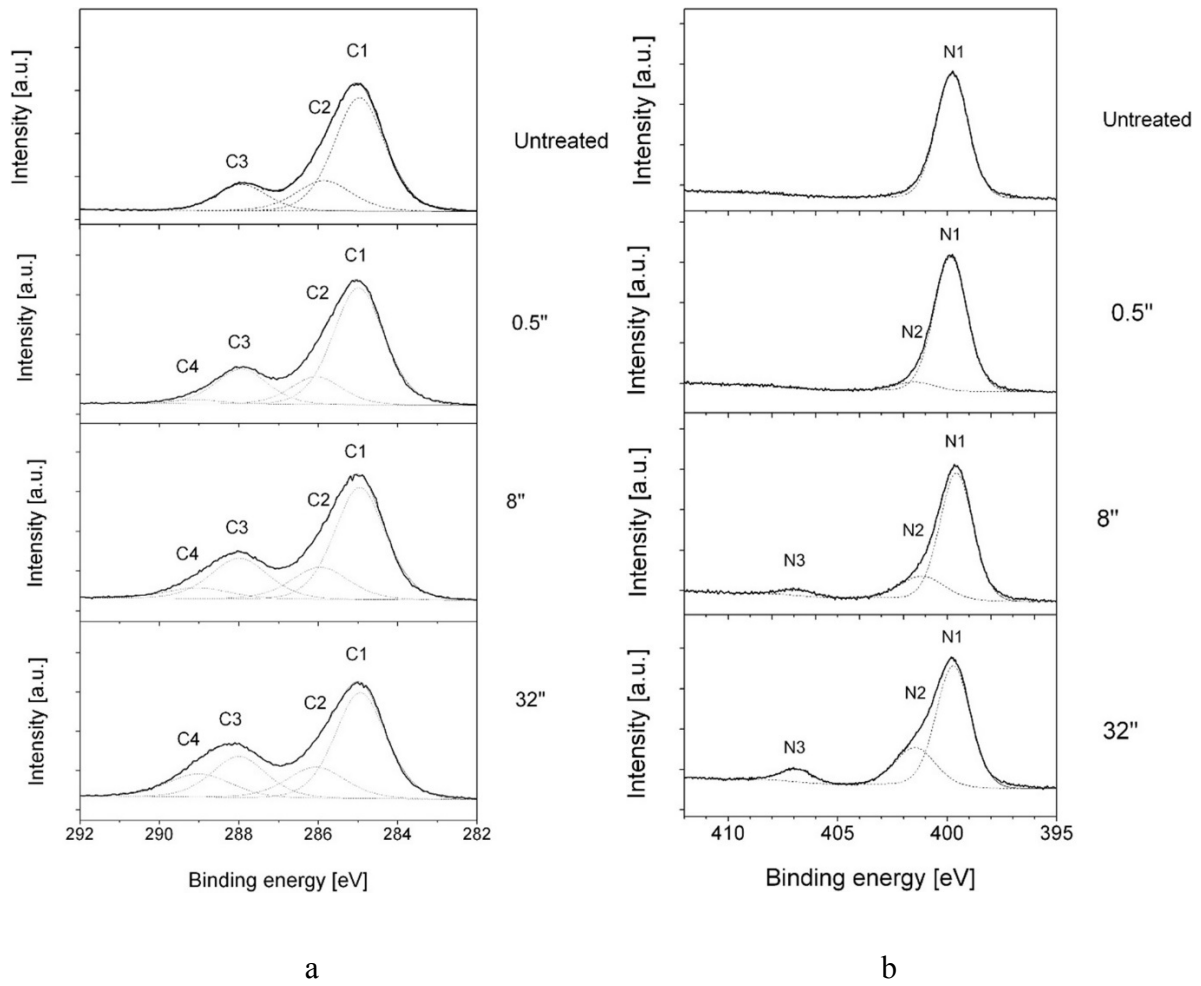 C1
C2
C3
Intensity [a.u.]
Untreated
C1
C2
C3
C4
Intensity [a.u.]
0.5"
C1
C2
C3
C4
Intensity [a.u.]
8"
C1
C2
C3
C4
Intensity [a.u.]
32"
292 290 288 285 284 282
Binding energy [eV]
a
N1
Intensity [a.u.]
Untreated
N1
N2
Intensity [a.u.]
0.5"
N1
N2
N3
Intensity [a.u.]
8"
N1
N2
N3
Intensity [a.u.]
32"
410 405 400 395
Binding energy [eV]
b